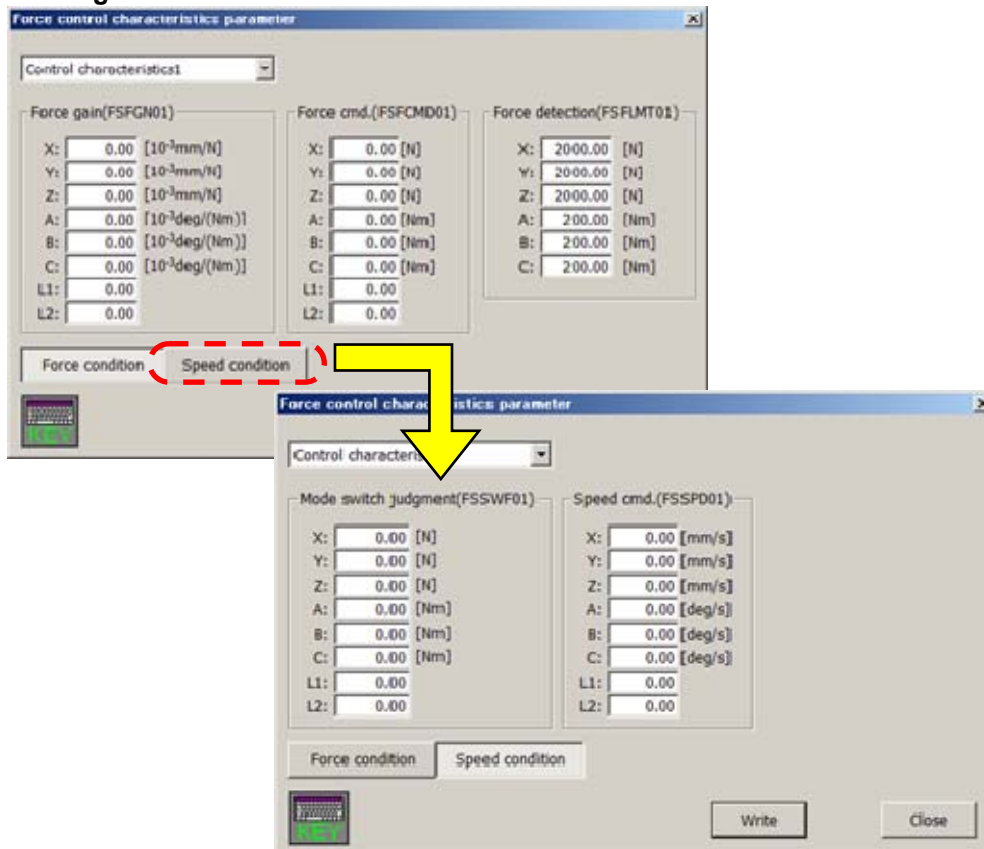 Force control characteristics parameter
Control characteristics1
Force gain(FSFGN01) Force cmd.(FSFCMD01) Force detection(FSFLMT01)
X: 0.00 [10-3mm/N] X: 0.00 [N] X: 2000.00 [N]
Y: 0.00 [10-3mm/N] Y: 0.00 [N] Y: 2000.00 [N]
Z: 0.00 [10-3mm/N] Z: 0.00 [N] Z: 2000.00 [N]
A: 0.00 [10-3deg/(Nm)] A: 0.00 [Nm] A: 200.00 [Nm]
B: 0.00 [10-3deg/(Nm)] B: 0.00 [Nm] B: 200.00 [Nm]
C: 0.00 [10-3deg/(Nm)] C: 0.00 [Nm] C: 200.00 [Nm]
L1: 0.00 L1: 0.00
L2: 0.00 L2: 0.00
Force condition Speed condition
KEY
Force control characteristics parameter
Control
Mode switch judgment(FSSWF01) Speed cmd.(FSSPD01)
X: 0.00 [N] X: 0.00 [mm/s]
Y: 0.00 [N] Y: 0.00 [mm/s]
Z: 0.00 [N] Z: 0.00 [mm/s]
A: 0.00 [Nm] A: 0.00 [deg/s]
B: 0.00 [Nm] B: 0.00 [deg/s]
C: 0.00 [Nm] C: 0.00 [deg/s]
L1: 0.00 L1: 0.00
L2: 0.00 L2: 0.00
Force condition Speed condition
KEY Write Close